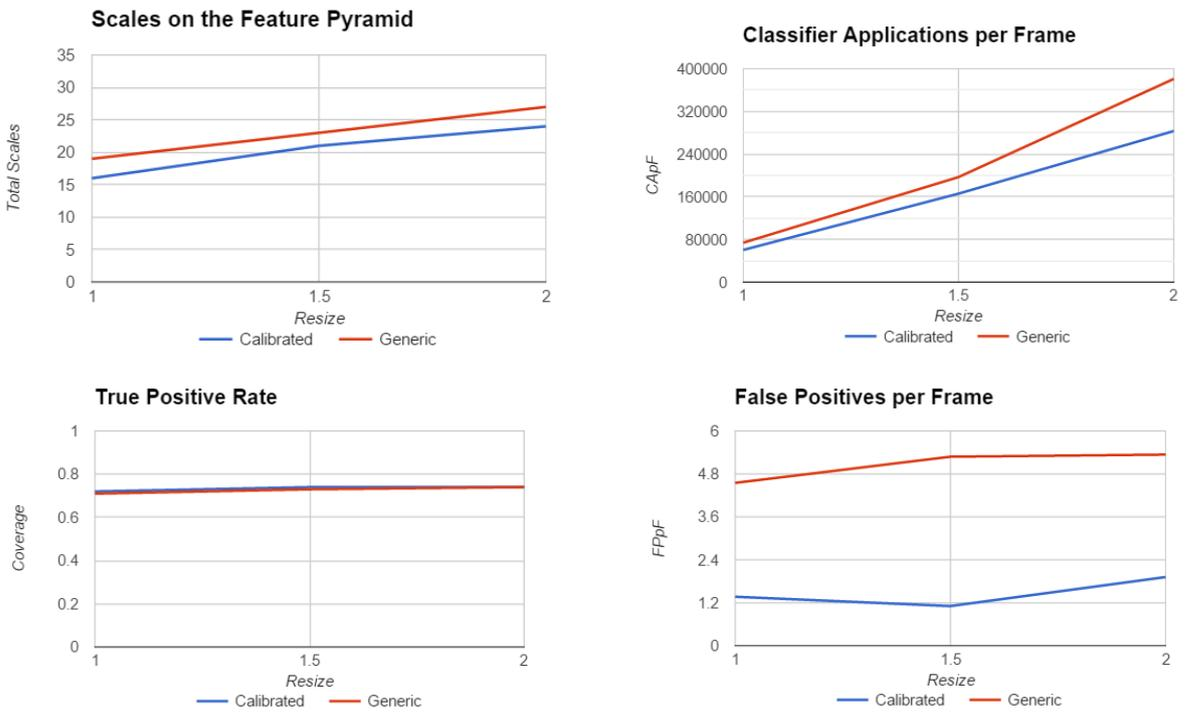 Scales on the Feature Pyramid
35
30
25
20
15
10
5
0
Total Scales
1 1.5 2
Resize
Calibrated Generic
Classifier Applications per Frame
400000
320000
240000
160000
80000
0
CApF
1 1.5 2
Resize
Calibrated Generic
True Positive Rate
1
0.8
0.6
0.4
0.2
0
Coverage
1 1.5 2
Resize
Calibrated Generic
False Positives per Frame
6
4.8
3.6
2.4
1.2
0
FPpF
1 1.5 2
Resize
Calibrated Generic